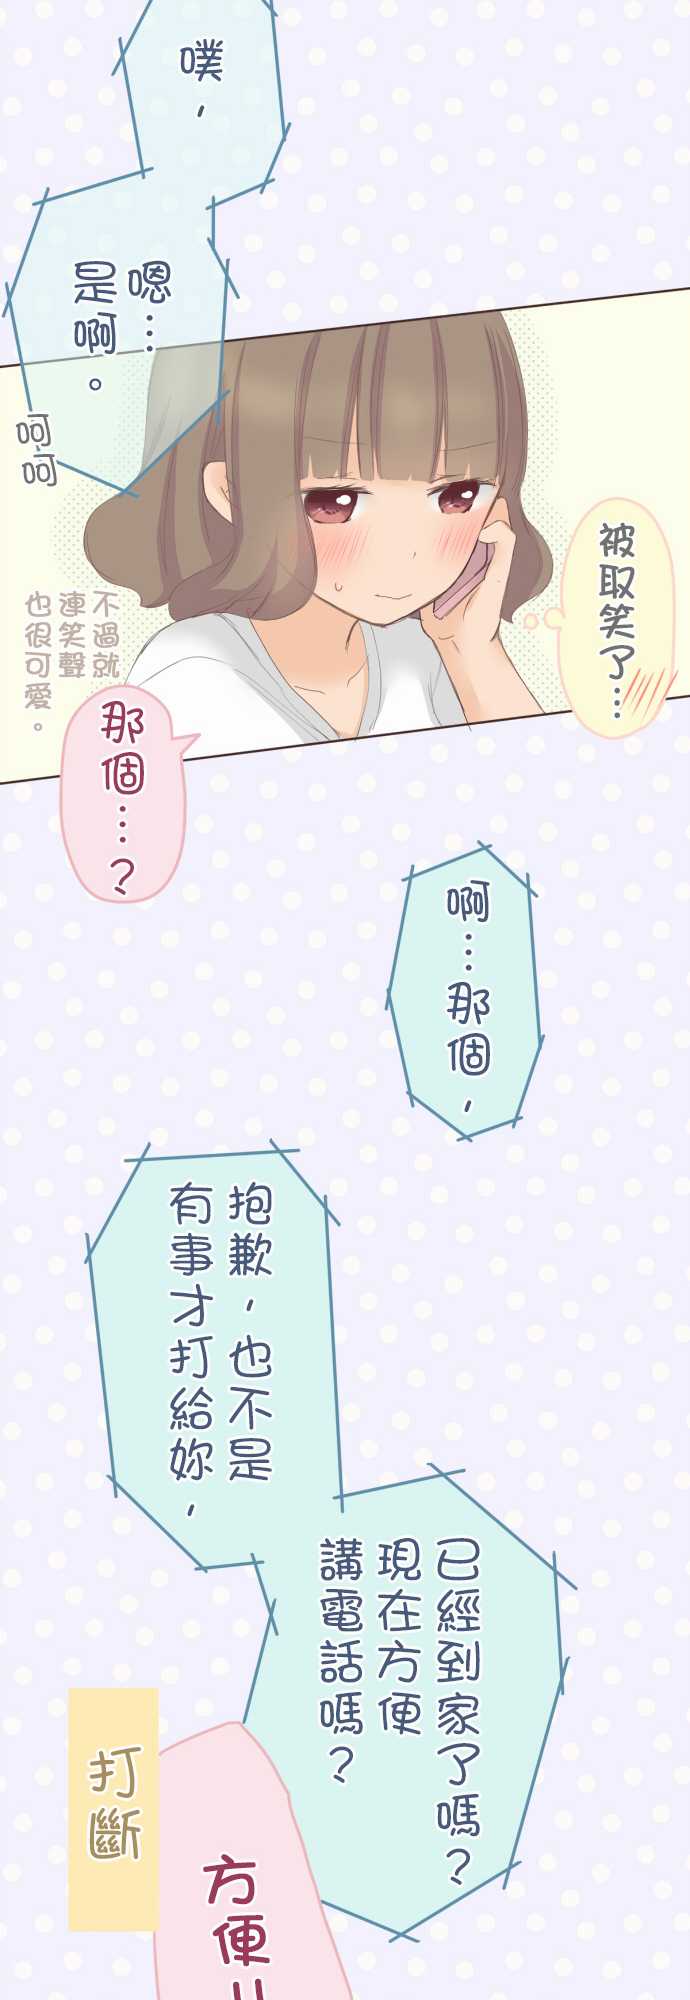 噗，
嗯⋯
是啊。
呵
呵
被取笑了⋯
不過就
連笑聲
也很可愛。
那個⋯？
啊⋯那個，
抱歉，也不是
有事才打給妳，
已經到家了嗎？
現在方便
講電話嗎？
打斷
方便!!